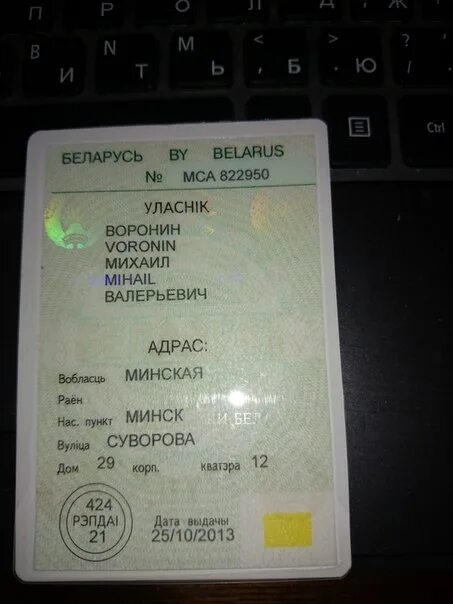 B N M < > ?
И Т Ь , Б . Ю /
Ctrl
БЕЛАРУСЬ BY BELARUS
№ МСА 822950
УЛАСНІК
ВОРОНИН
VORONIN
МИХАИЛ
MIHAIL
ВАЛЕРЬЕВИЧ
АДРАС:
Вобласць МИНСКАЯ
Раён
Нас. пункт МИНСК
Вуліца СУВОРОВА
Дом 29 корп. кватэра 12
424
РЭПДАІ
21
Дата выдачы
25/10/2013